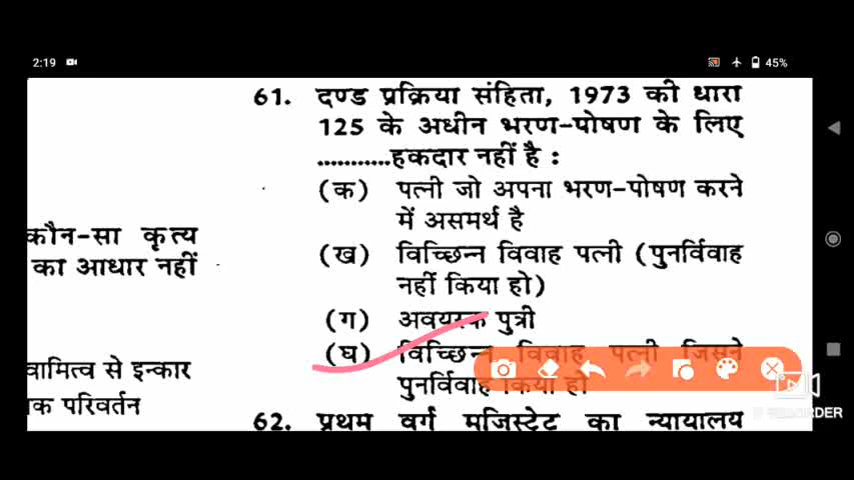 2:19
45%
61. दण्ड प्रक्रिया संहिता, 1973 की धारा
125 के अधीन भरण-पोषण के लिए
...........हकदार नहीं है :
(क) पत्नी जो अपना भरण-पोषण करने
में असमर्थ है
कौन-सा कृत्य
का आधार नहीं
(ख) विच्छिन्न विवाह पत्नी (पुनर्विवाह
नहीं किया हो)
(ग) अवयस्क पुत्री
(घ) विच्छिन्न विवाह पत्नी जिसने
पुनर्विवाह किया हो
वामित्व से इन्कार
क परिवर्तन
62. प्रथम वर्ग मजिस्ट्रेट का न्यायालय